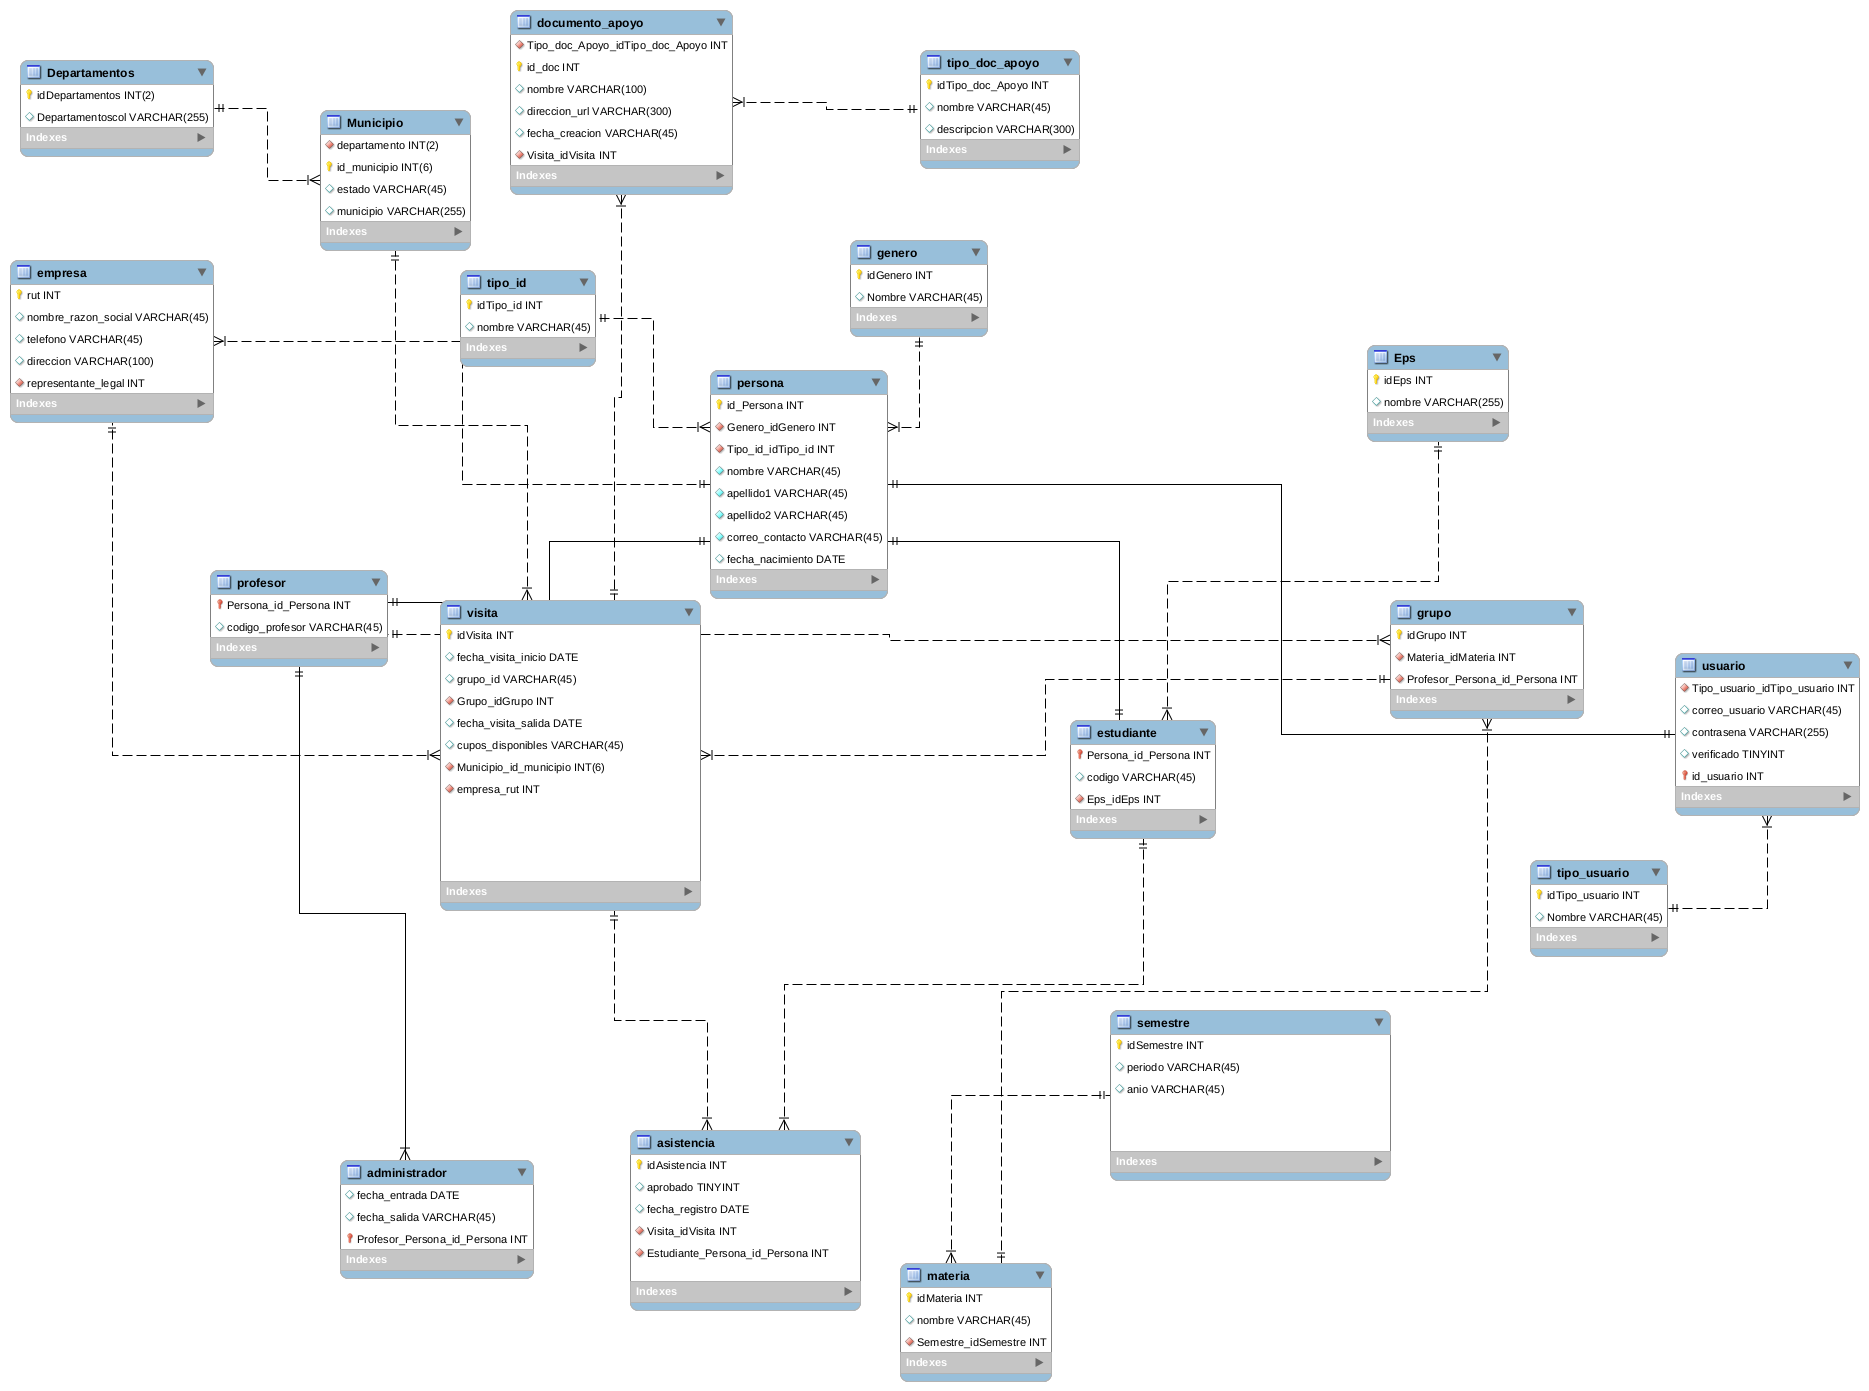 documento_apoyo
Tipo_doc_Apoyo_idTipo_doc_Apoyo INT
id_doc INT
nombre VARCHAR(100)
direccion_url VARCHAR(300)
fecha_creacion VARCHAR(45)
Visita_idVisita INT
Indexes
tipo_doc_apoyo
idTipo_doc_Apoyo INT
nombre VARCHAR(45)
descripcion VARCHAR(300)
Indexes
Departamentos
idDepartamentos INT(2)
Departamentoscol VARCHAR(255)
Indexes
Municipio
departamento INT(2)
id_municipio INT(6)
estado VARCHAR(45)
municipio VARCHAR(255)
Indexes
empresa
rut INT
nombre_razon_social VARCHAR(45)
telefono VARCHAR(45)
direccion VARCHAR(100)
representante_legal INT
Indexes
tipo_id
idTipo_id INT
nombre VARCHAR(45)
Indexes
genero
idGenero INT
Nombre VARCHAR(45)
Indexes
persona
id_Persona INT
Genero_idGenero INT
Tipo_id_idTipo_id INT
nombre VARCHAR(45)
apellido1 VARCHAR(45)
apellido2 VARCHAR(45)
correo_contacto VARCHAR(45)
fecha_nacimiento DATE
Indexes
Eps
idEps INT
nombre VARCHAR(255)
Indexes
profesor
Persona_id_Persona INT
codigo_profesor VARCHAR(45)
Indexes
visita
idVisita INT
fecha_visita_inicio DATE
grupo_id VARCHAR(45)
Grupo_idGrupo INT
fecha_visita_salida DATE
cupos_disponibles VARCHAR(45)
Municipio_id_municipio INT(6)
empresa_rut INT
Indexes
grupo
idGrupo INT
Materia_idMateria INT
Profesor_Persona_id_Persona INT
Indexes
usuario
Tipo_usuario_idTipo_usuario INT
correo_usuario VARCHAR(45)
contrasena VARCHAR(255)
verificado TINYINT
id_usuario INT
Indexes
estudiante
Persona_id_Persona INT
codigo VARCHAR(45)
Eps_idEps INT
Indexes
tipo_usuario
idTipo_usuario INT
Nombre VARCHAR(45)
Indexes
semestre
idSemestre INT
periodo VARCHAR(45)
anio VARCHAR(45)
Indexes
administrador
fecha_entrada DATE
fecha_salida VARCHAR(45)
Profesor_Persona_id_Persona INT
Indexes
asistencia
idAsistencia INT
aprobado TINYINT
fecha_registro DATE
Visita_idVisita INT
Estudiante_Persona_id_Persona INT
Indexes
materia
idMateria INT
nombre VARCHAR(45)
Semestre_idSemestre INT
Indexes